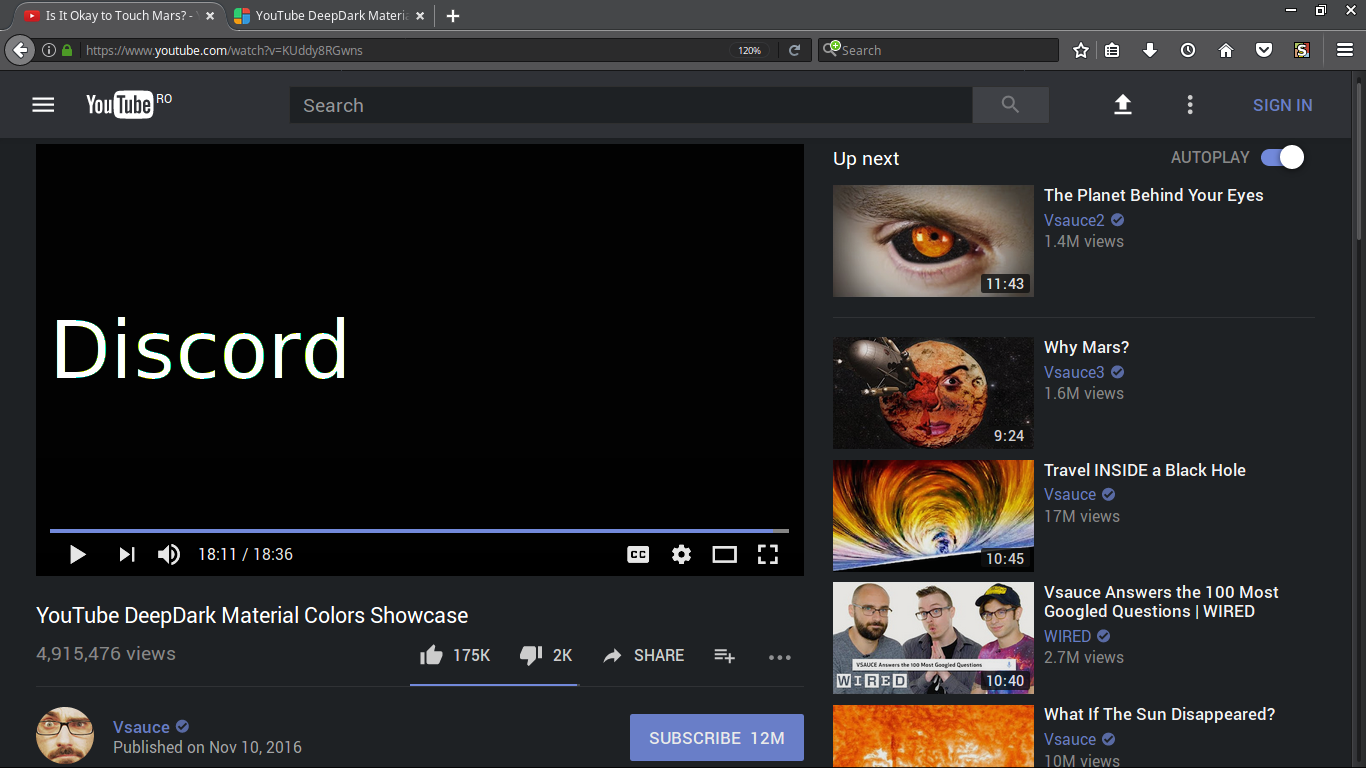 Is It Okay to Touch Mars? -
YouTube DeepDark Materia
https://www.youtube.com/watch?v=KUddy8RGwns
120%
Search
YouTube RO
Search
SIGN IN
Discord
18:11 / 18:36
CC
YouTube DeepDark Material Colors Showcase
4,915,476 views
175K
2K
SHARE
Vsauce
Published on Nov 10, 2016
SUBSCRIBE 12M
Up next
AUTOPLAY
11:43
The Planet Behind Your Eyes
Vsauce2
1.4M views
9:24
Why Mars?
Vsauce3
1.6M views
10:45
Travel INSIDE a Black Hole
Vsauce
17M views
VSAUCE Answers the 100 Most Googled Questions
WIRED
10:40
Vsauce Answers the 100 Most
Googled Questions | WIRED
WIRED
2.7M views
What If The Sun Disappeared?
Vsauce
10M views